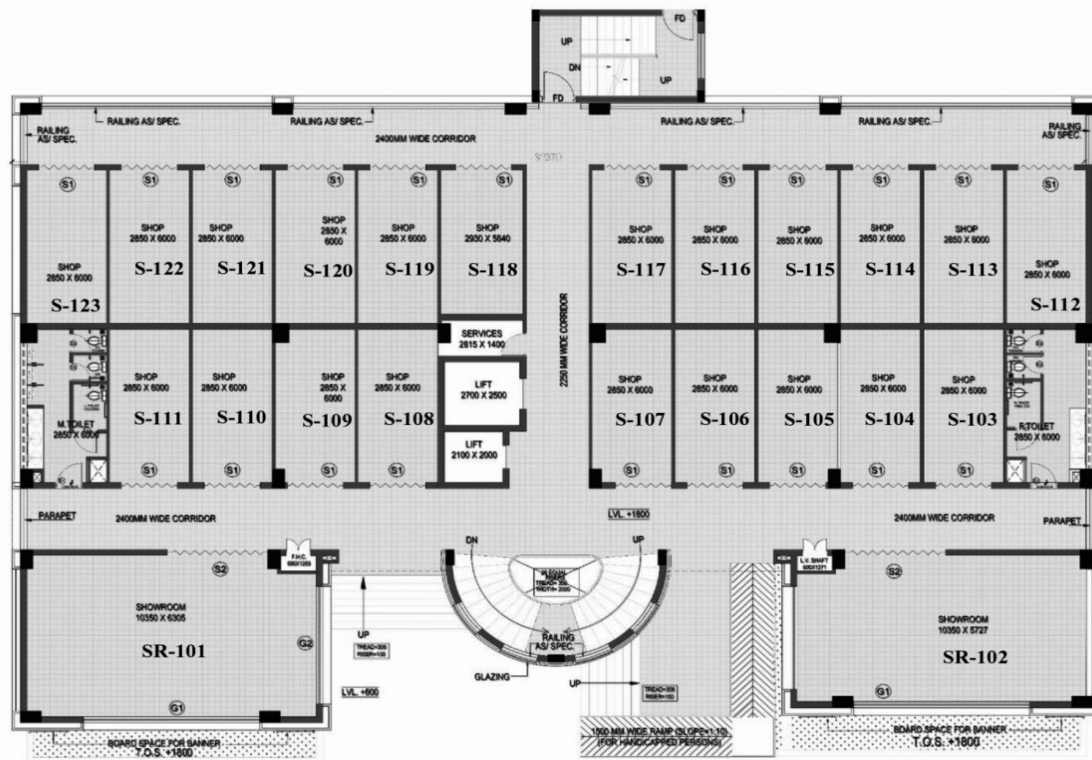 FD
UP
DN
UP
FD
RAILING AS/ SPEC.
RAILING AS/ SPEC.
RAILING AS/ SPEC.
RAILING AS/ SPEC.
RAILING
AS/ SPEC.
2400MM WIDE CORRIDOR
RAILING
AS/ SPEC.
S1
S1
S1
S1
S1
S1
S1
S1
S1
S1
S1
S1
SHOP
2850 X 6000
S-123
SHOP
2850 X 6000
S-122
SHOP
2850 X 6000
S-121
SHOP
2850 X
6000
S-120
SHOP
2850 X 6000
S-119
SHOP
2930 X 5640
S-118
SHOP
2850 X 6000
S-117
SHOP
2850 X 6000
S-116
SHOP
2850 X 6000
S-115
SHOP
2850 X 6000
S-114
SHOP
2850 X 6000
S-113
SHOP
2850 X 6000
S-112
2250 MM WIDE CORRIDOR
SERVICES
2815 X 1400
LIFT
2700 X 2500
LIFT
2100 X 2000
M.TOILET
SHOP
2850 X 6000
S-111
SHOP
2850 X 6000
S-110
SHOP
2850 X
6000
S-109
SHOP
2850 X 6000
S-108
SHOP
2850 X 6000
S-107
SHOP
2850 X 6000
S-106
SHOP
2850 X 6000
S-105
SHOP
2850 X 6000
S-104
SHOP
2850 X 6000
S-103
2850 X 6000
S1
S1
S1
S1
S1
S1
S1
S1
S1
PARAPET
2400MM WIDE CORRIDOR
LVL. +1800
2400MM WIDE CORRIDOR
PARAPET
F.H.C.
DN
UP
L.V. SHAFT
S2
S2
SHOWROOM
10350 X 6305
SR-101
G2
G1
UP
LVL. +600
RAILING
AS/ SPEC.
GLAZING
UP
SHOWROOM
10350 X 5727
SR-102
G1
1500 MM WIDE RAMP (SLOPE=1:10)
(FOR HANDICAPPED PERSONS)
BOARD SPACE FOR BANNER
T.O.S. +1800
BOARD SPACE FOR BANNER
T.O.S. +1800